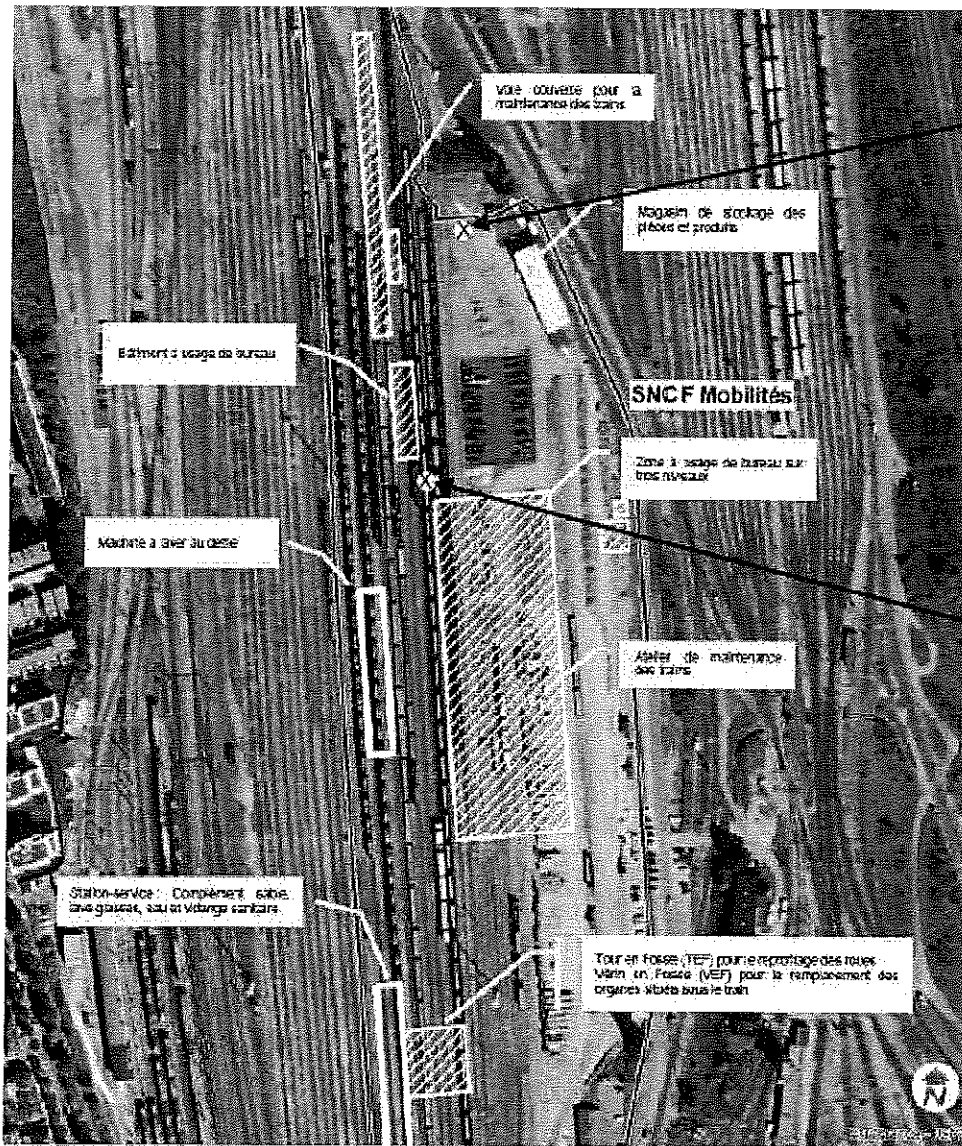 Voie couverte pour la
maintenance des trains
Magasin de stockage des
pièces et produits
Bâtiment à usage de bureau
SNCF Mobilités
Zone à usage de bureau sur
trois niveaux
Machine à laver au défilé
Atelier de maintenance
des trains
Station-service : Complément sable,
lave glaces, eau et vidange sanitaire
Tour en Fosse (TEF) pour le reprofilage des roues
Vérin en Fosse (VEF) pour le remplacement des
organes situés sous le train
N